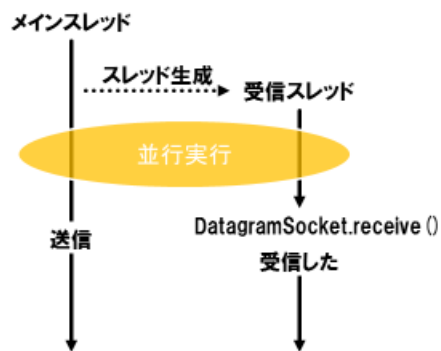 メインスレッド
スレッド生成
受信スレッド
並行実行
送信
DatagramSocket.receive()
受信した